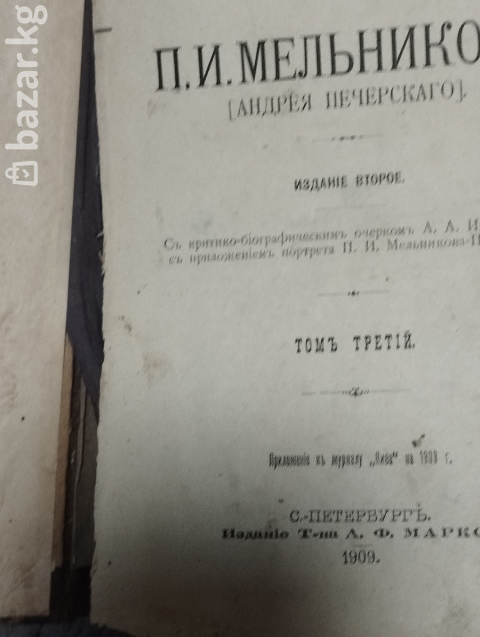 П. И. МЕЛЬНИКО
[АНДРЕЯ ПЕЧЕРСКАГО].
ИЗДАНІЕ ВТОРОЕ.
Съ критико-біографическимъ очеркомъ А. А. И
съ приложеніемъ портрета П. И. Мельникова-П
ТОМЪ ТРЕТІЙ.
Приложеніе къ журналу „Нива" на 1909 г.
С.-ПЕТЕРБУРГЪ.
Изданіе Т-ва А. Ф. МАРКС
1909.
bazar.kg